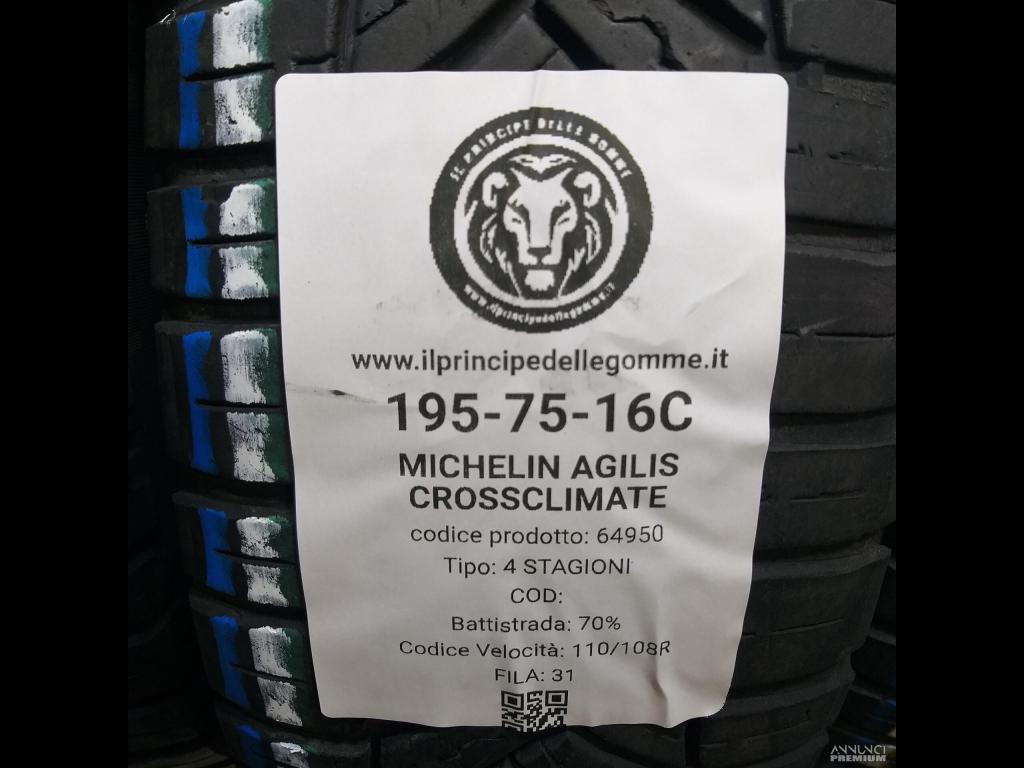 IL PRINCIPE DELLE GOMME
www.ilprincipedellegomme.it
www.ilprincipedellegomme.it
195-75-16C
MICHELIN AGILIS
CROSSCLIMATE
codice prodotto: 64950
Tipo: 4 STAGIONI
COD:
Battistrada: 70%
Codice Velocità: 110/108R
FILA: 31
ANNUNCI
PREMIUM